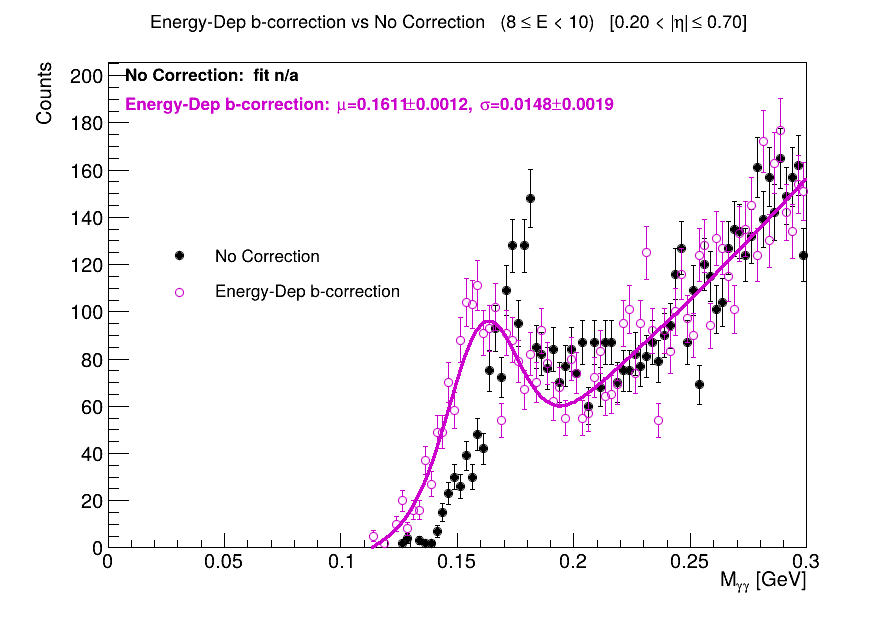 Energy-Dep b-correction vs No Correction (8 ≤ E < 10) [0.20 < |η| ≤ 0.70]
Counts
No Correction: fit n/a
Energy-Dep b-correction: μ=0.1611±0.0012, σ=0.0148±0.0019
No Correction
Energy-Dep b-correction
200
180
160
140
120
100
80
60
40
20
0
0 0.05 0.1 0.15 0.2 0.25 0.3
Mγγ [GeV]